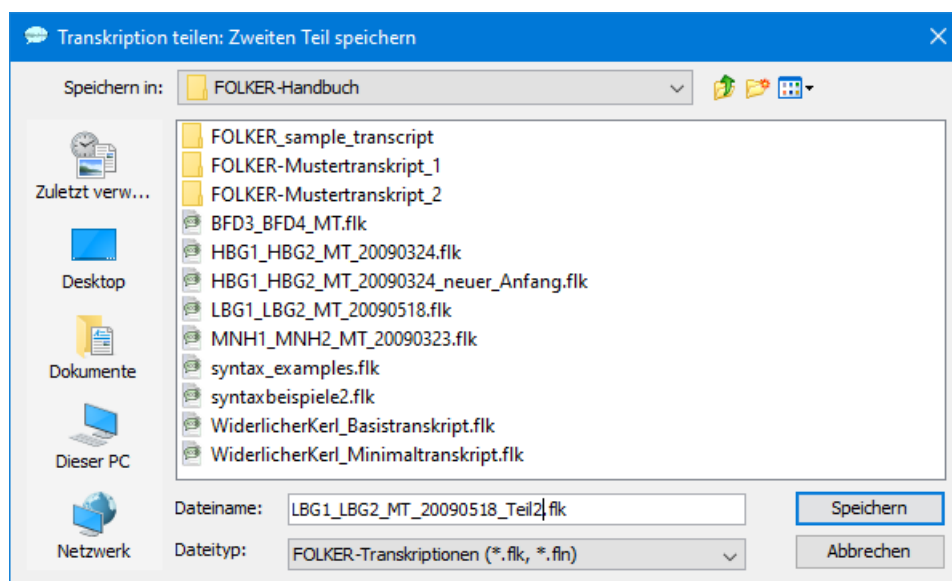 Transkription teilen: Zweiten Teil speichern
Speichern in: FOLKER-Handbuch
Zuletzt verw...
Desktop
Dokumente
Dieser PC
Netzwerk
FOLKER_sample_transcript
FOLKER-Mustertranskript_1
FOLKER-Mustertranskript_2
BFD3_BFD4_MT.flk
HBG1_HBG2_MT_20090324.flk
HBG1_HBG2_MT_20090324_neuer_Anfang.flk
LBG1_LBG2_MT_20090518.flk
MNH1_MNH2_MT_20090323.flk
syntax_examples.flk
syntaxbeispiele2.flk
WiderlicherKerl_Basistranskript.flk
WiderlicherKerl_Minimaltranskript.flk
Dateiname: LBG1_LBG2_MT_20090518_Teil2.flk Speichern
Dateityp: FOLKER-Transkriptionen (*.flk, *.fln) Abbrechen